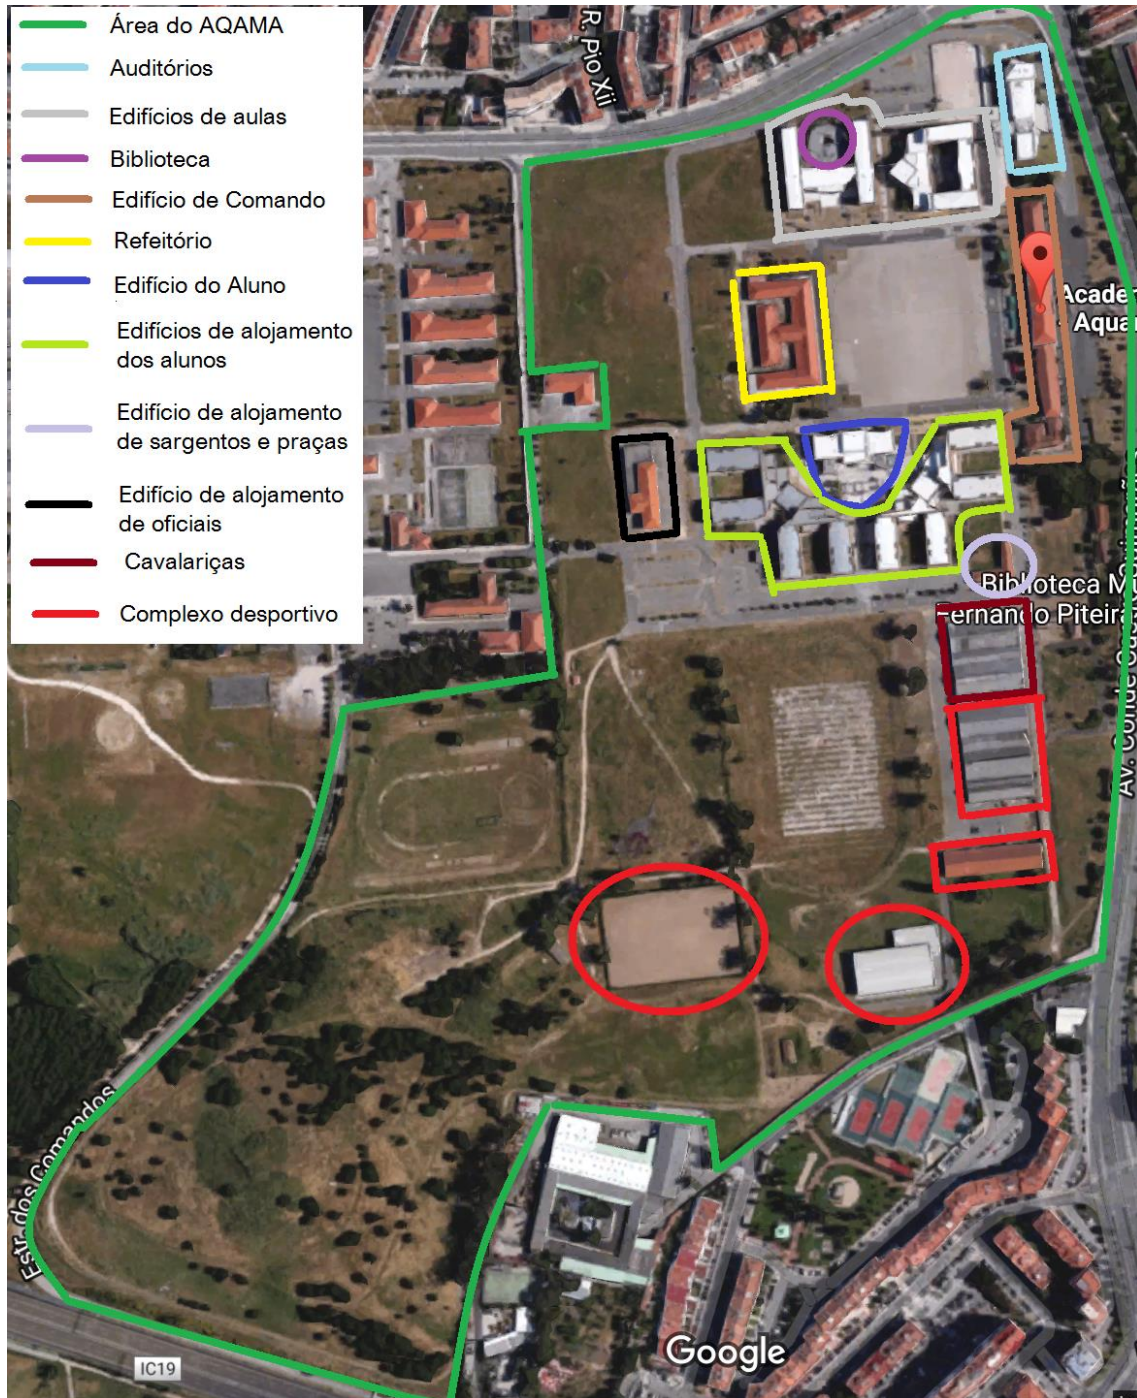 Área do AQAMA
Auditórios
Edifícios de aulas
Biblioteca
Edifício de Comando
Refeitório
Edifício do Aluno
Edifícios de alojamento
dos alunos
Edifício de alojamento
de sargentos e praças
Edifício de alojamento
de oficiais
Cavalariças
Complexo desportivo
R. Pio Xii
Acade
Aquar
Biblioteca M
Fernando Piteira
Av. Conde
Estr. dos Comandos
IC19
Google